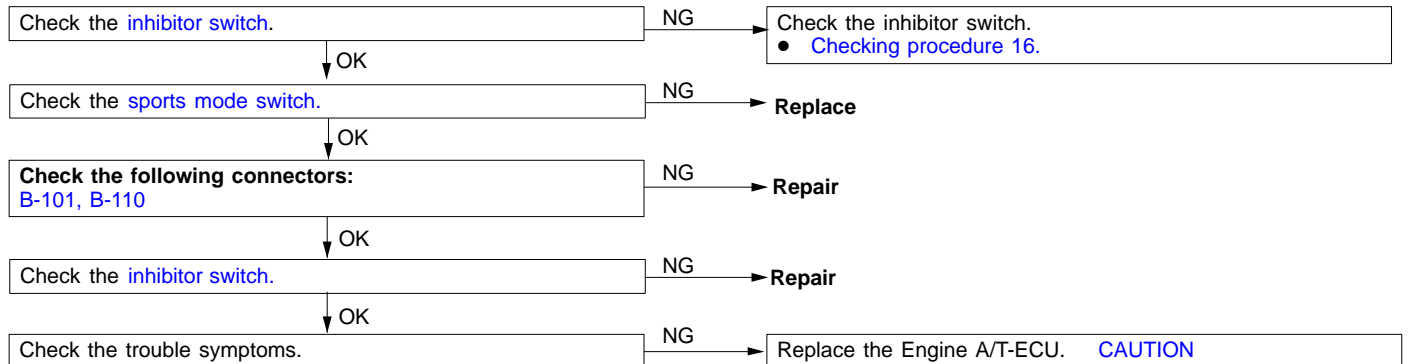 Check the inhibitor switch.
NG
Check the inhibitor switch.
● Checking procedure 16.
OK
Check the sports mode switch.
NG
Replace
OK
Check the following connectors:
B-101, B-110
NG
Repair
OK
Check the inhibitor switch.
NG
Repair
OK
Check the trouble symptoms.
NG
Replace the Engine A/T-ECU. CAUTION